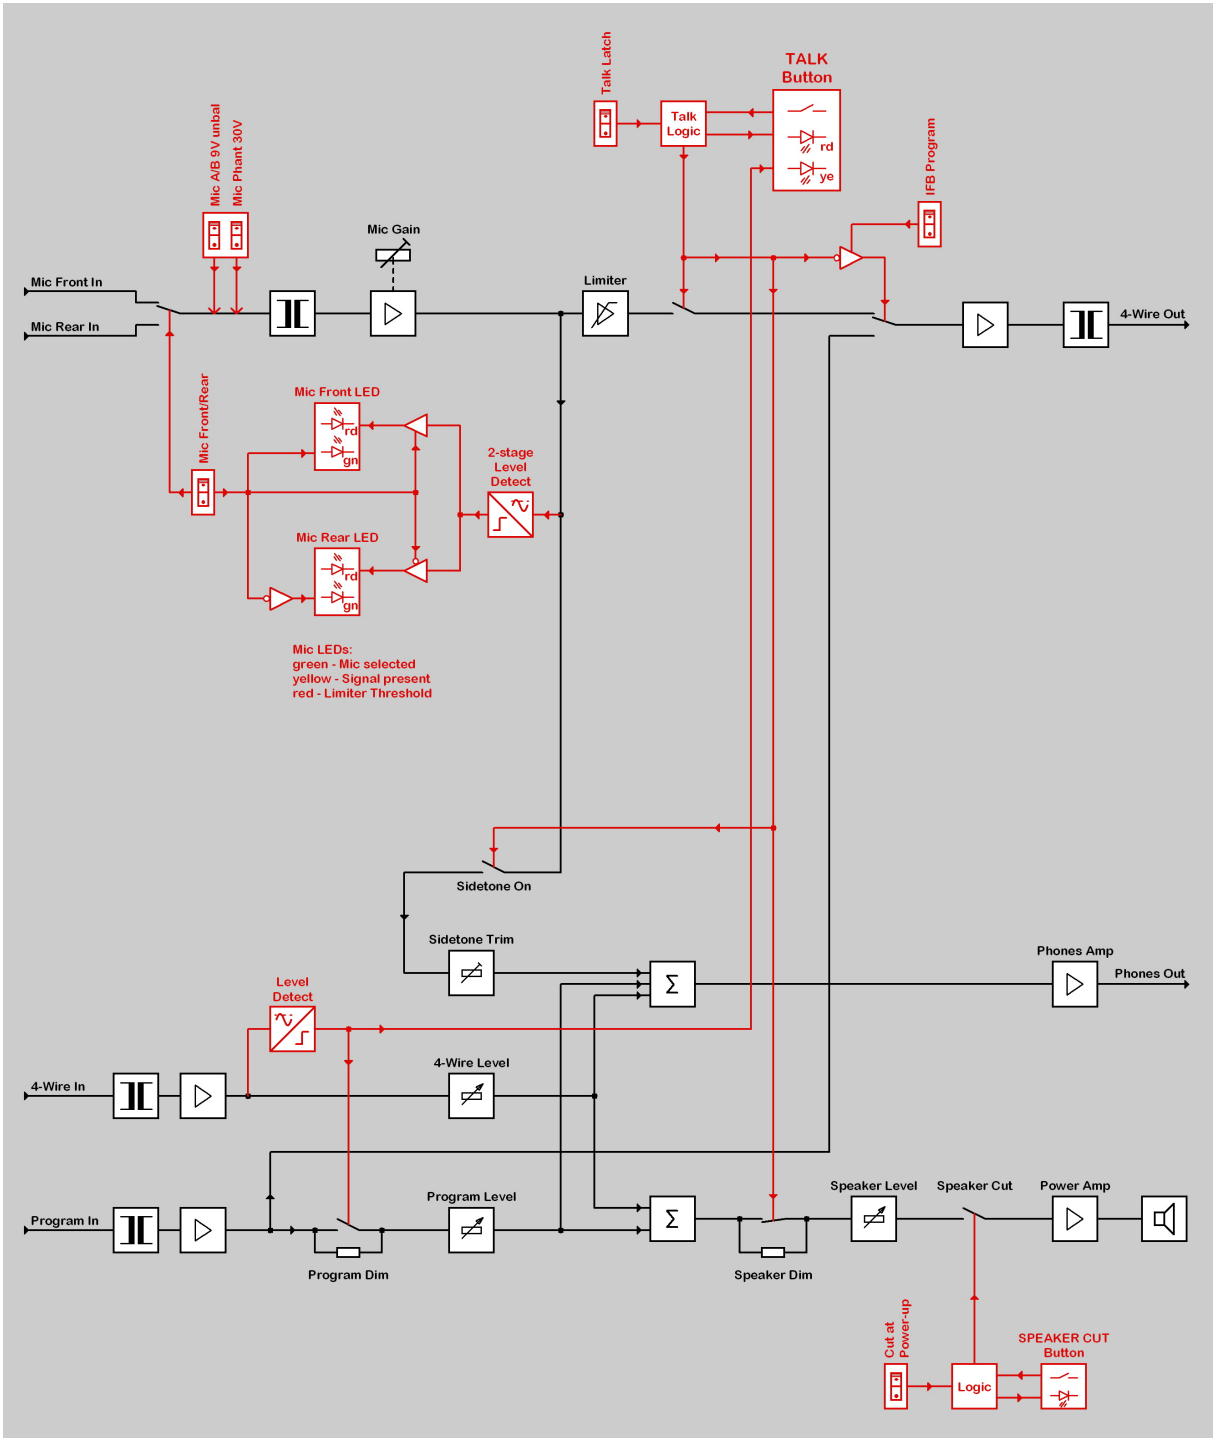 Talk Latch
TALK
Button
Talk
Logic
rd
ye
Mic A/B 9V unbal
Mic Phant 30V
IFB Program
Mic Gain
Mic Front In
Limiter
Mic Rear In
4-Wire Out
Mic Front LED
rd
gn
Mic Front/Rear
2-stage
Level
Detect
Mic Rear LED
rd
gn
Mic LEDs:
green - Mic selected
yellow - Signal present
red - Limiter Threshold
Sidetone On
Sidetone Trim
Σ
Phones Amp
Phones Out
Level
Detect
4-Wire In
4-Wire Level
Program In
Program Level
Program Dim
Σ
Speaker Dim
Speaker Level
Speaker Cut
Power Amp
Cut at
Power-up
Logic
SPEAKER CUT
Button